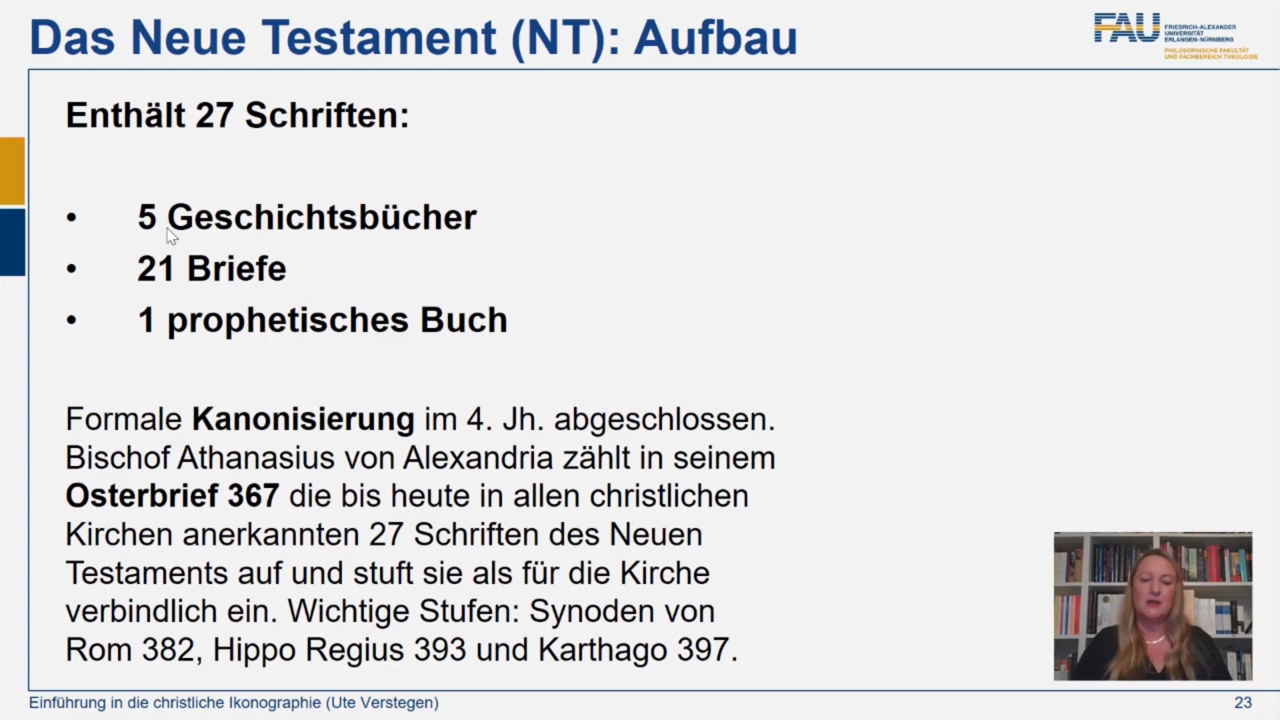 Das Neue Testament (NT): Aufbau
FAU
FRIEDRICH-ALEXANDER
UNIVERSITÄT
ERLANGEN-NÜRNBERG
PHILOSOPHISCHE FAKULTÄT
UND FACHBEREICH THEOLOGIE
Enthält 27 Schriften:
• 5 Geschichtsbücher
• 21 Briefe
• 1 prophetisches Buch
Formale Kanonisierung im 4. Jh. abgeschlossen.
Bischof Athanasius von Alexandria zählt in seinem
Osterbrief 367 die bis heute in allen christlichen
Kirchen anerkannten 27 Schriften des Neuen
Testaments auf und stuft sie als für die Kirche
verbindlich ein. Wichtige Stufen: Synoden von
Rom 382, Hippo Regius 393 und Karthago 397.
Einführung in die christliche Ikonographie (Ute Verstegen)
23